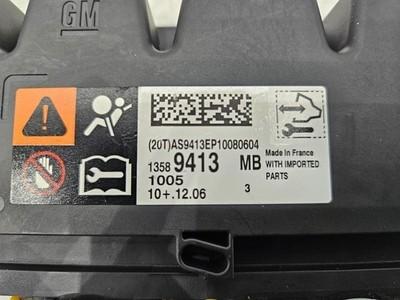 GM
(20T)AS9413EP10080604
1358 9413 MB
1005
10+.12.06 3
Made In France
WITH IMPORTED
PARTS